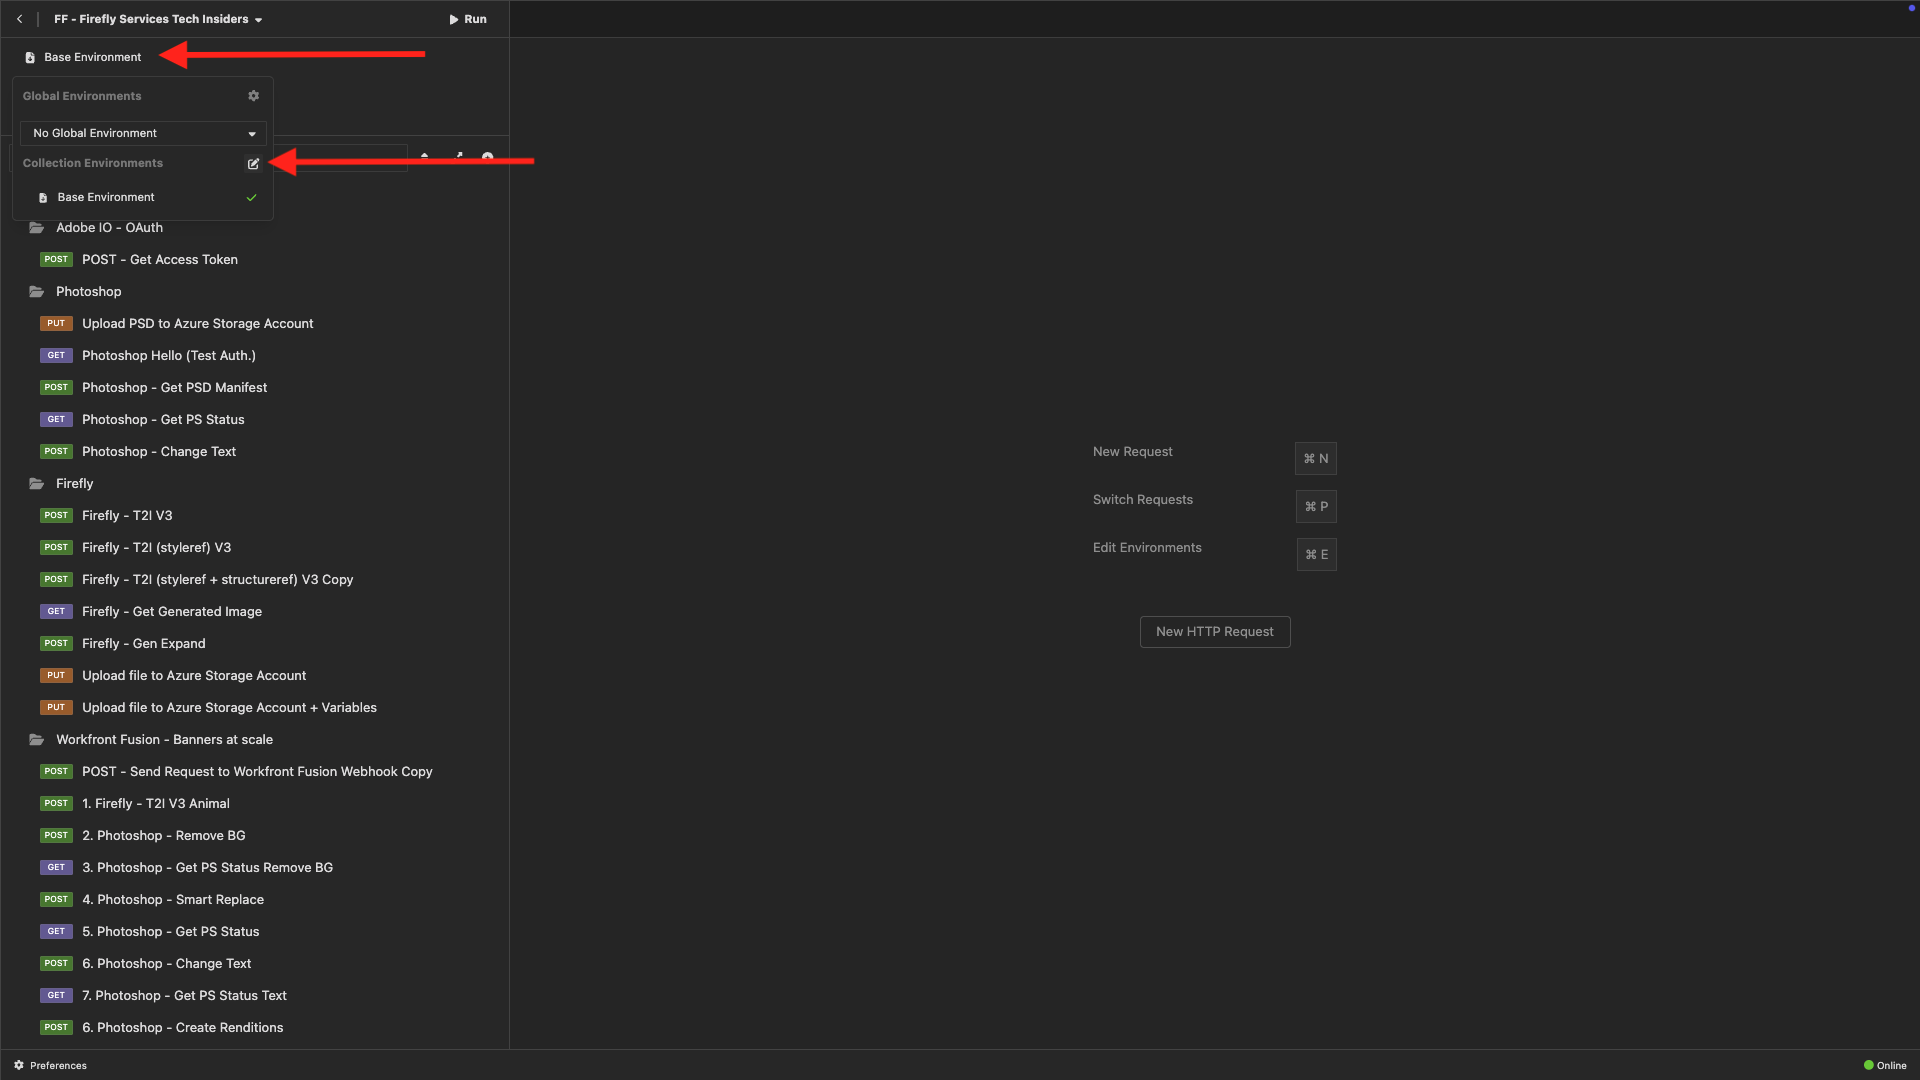 FF - Firefly Services Tech Insiders
Run
Base Environment
Global Environments
No Global Environment
Collection Environments
Base Environment
Adobe IO - OAuth
POST POST - Get Access Token
Photoshop
PUT Upload PSD to Azure Storage Account
GET Photoshop Hello (Test Auth.)
POST Photoshop - Get PSD Manifest
GET Photoshop - Get PS Status
POST Photoshop - Change Text
Firefly
POST Firefly - T2I V3
POST Firefly - T2I (styleref) V3
POST Firefly - T2I (styleref + structureref) V3 Copy
GET Firefly - Get Generated Image
POST Firefly - Gen Expand
PUT Upload file to Azure Storage Account
PUT Upload file to Azure Storage Account + Variables
Workfront Fusion - Banners at scale
POST POST - Send Request to Workfront Fusion Webhook Copy
POST 1. Firefly - T2I V3 Animal
POST 2. Photoshop - Remove BG
GET 3. Photoshop - Get PS Status Remove BG
POST 4. Photoshop - Smart Replace
GET 5. Photoshop - Get PS Status
POST 6. Photoshop - Change Text
GET 7. Photoshop - Get PS Status Text
POST 6. Photoshop - Create Renditions
Preferences
New Request ⌘ N
Switch Requests ⌘ P
Edit Environments ⌘ E
New HTTP Request
Online